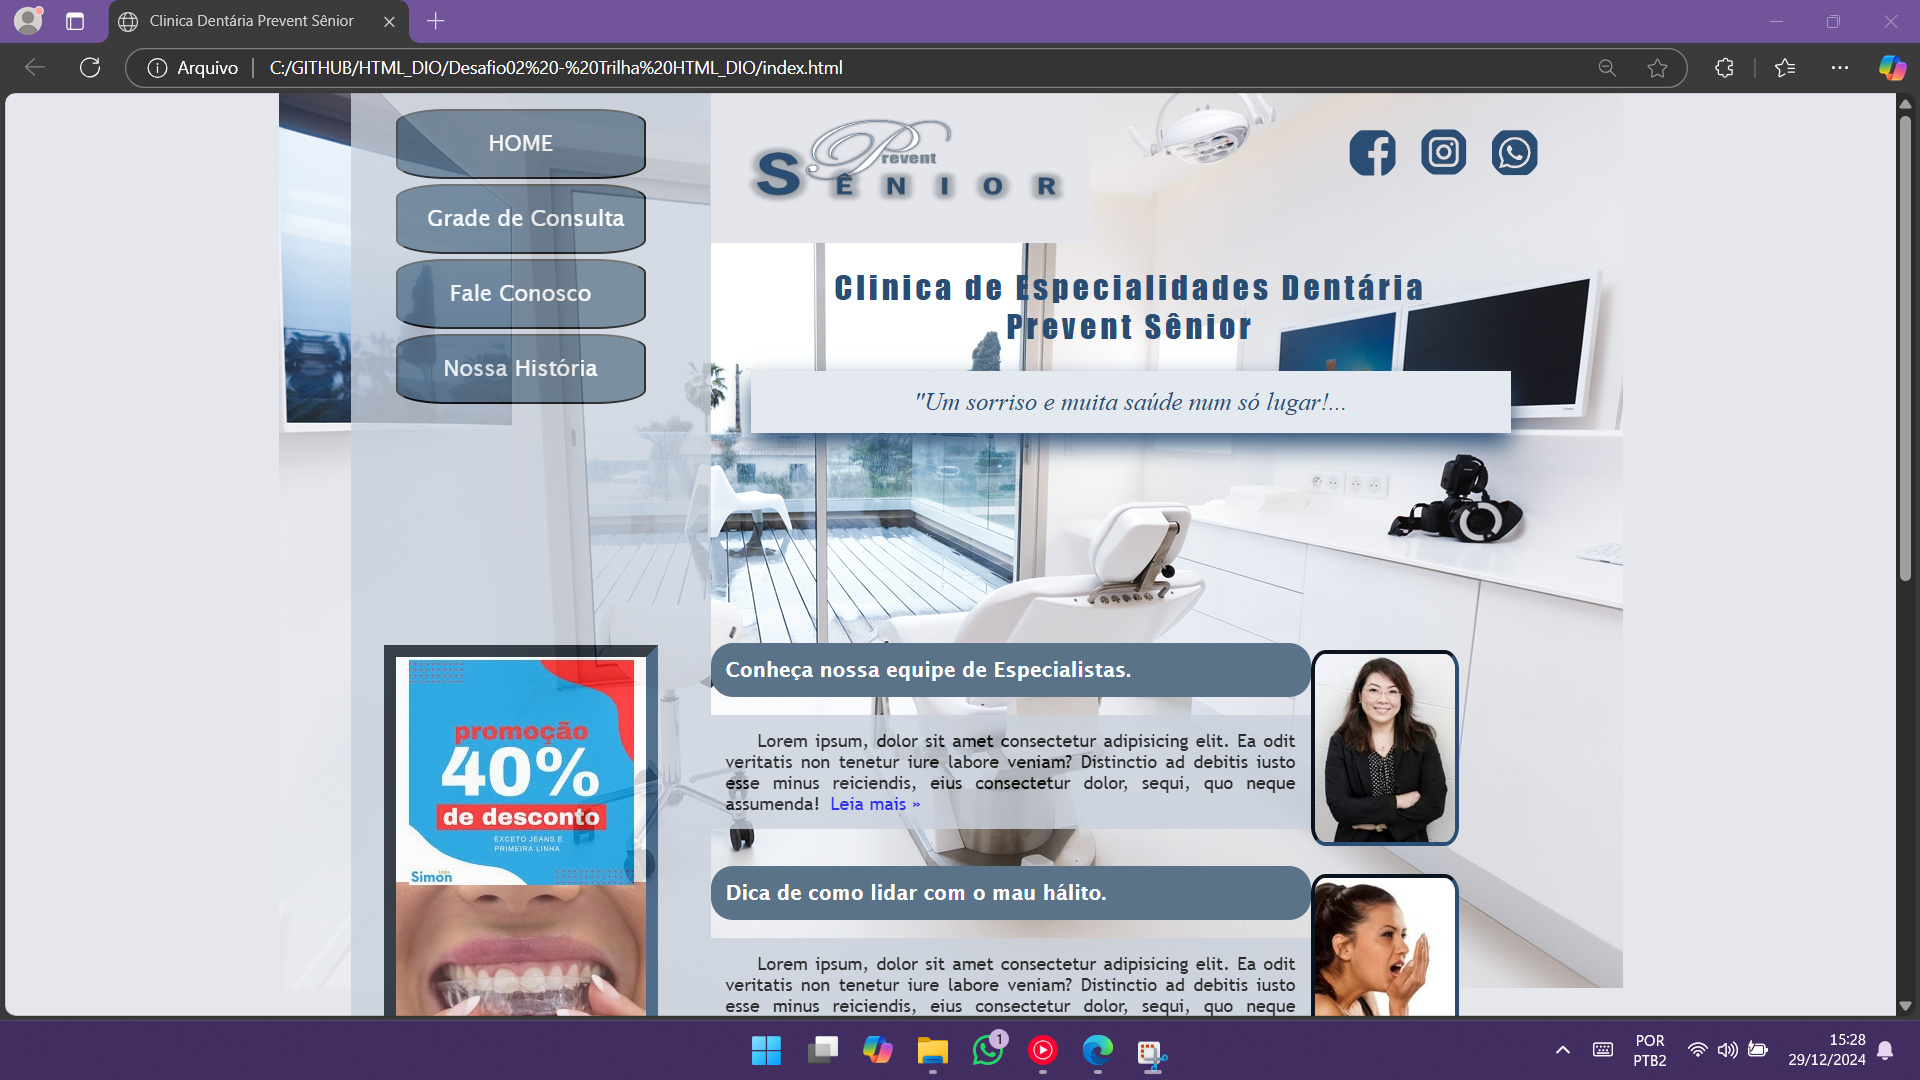 Clinica Dentária Prevent Sênior
Arquivo
C:/GITHUB/HTML_DIO/Desafio02%20-%20Trilha%20HTML_DIO/index.html
HOME
Grade de Consulta
Fale Conosco
Nossa História
Prevent
SÊNIOR
Clinica de Especialidades Dentária
Prevent Sênior
"Um sorriso e muita saúde num só lugar!...
promoção
40%
de desconto
EXCETO JEANS E
PRIMEIRA LINHA
Simon
Conheça nossa equipe de Especialistas.
Lorem ipsum, dolor sit amet consectetur adipisicing elit. Ea odit
veritatis non tenetur iure labore veniam? Distinctio ad debitis iusto
esse minus reiciendis, eius consectetur dolor, sequi, quo neque
assumenda! Leia mais »
Dica de como lidar com o mau hálito.
Lorem ipsum, dolor sit amet consectetur adipisicing elit. Ea odit
veritatis non tenetur iure labore veniam? Distinctio ad debitis iusto
esse minus reiciendis, eius consectetur dolor, sequi, quo neque
1
POR
PTB2
15:28
29/12/2024